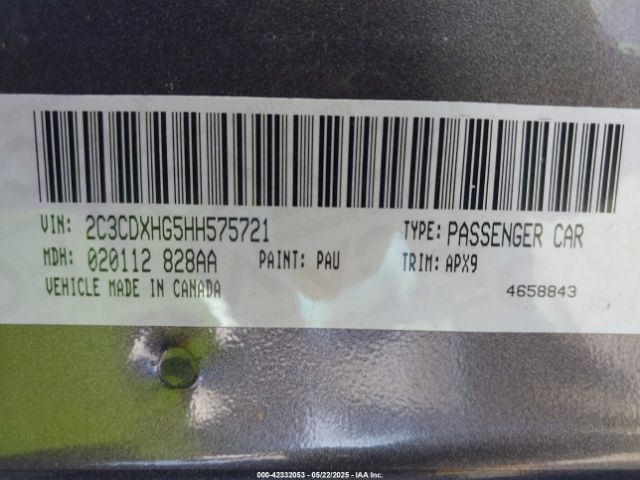 VIN: 2C3CDXHG5HH575721 TYPE: PASSENGER CAR
MDH: 020112 828AA PAINT: PAU TRIM: APX9
VEHICLE MADE IN CANADA 4658843
000-42332053 — 05/22/2025 — IAA Inc.